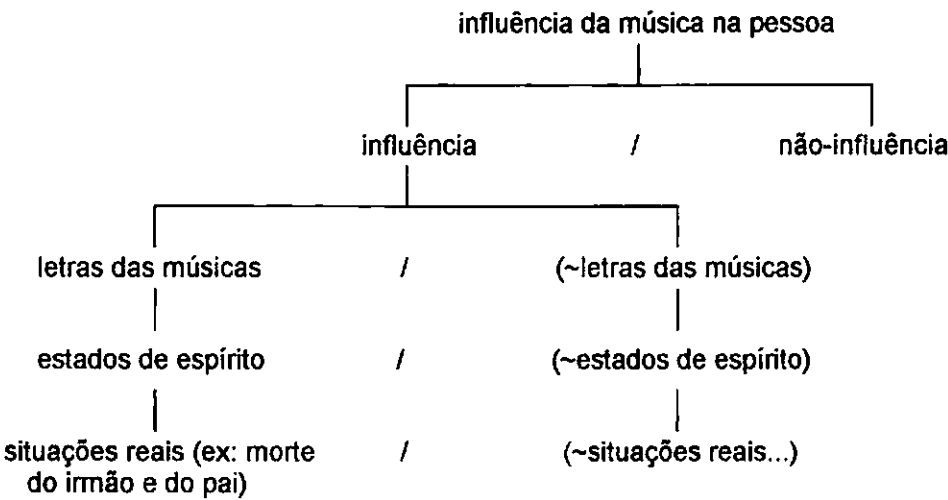 influência da música na pessoa
influência / não-influência
letras das músicas / (~letras das músicas)
estados de espírito / (~estados de espírito)
situações reais (ex: morte / (~situações reais...)
do irmão e do pai)